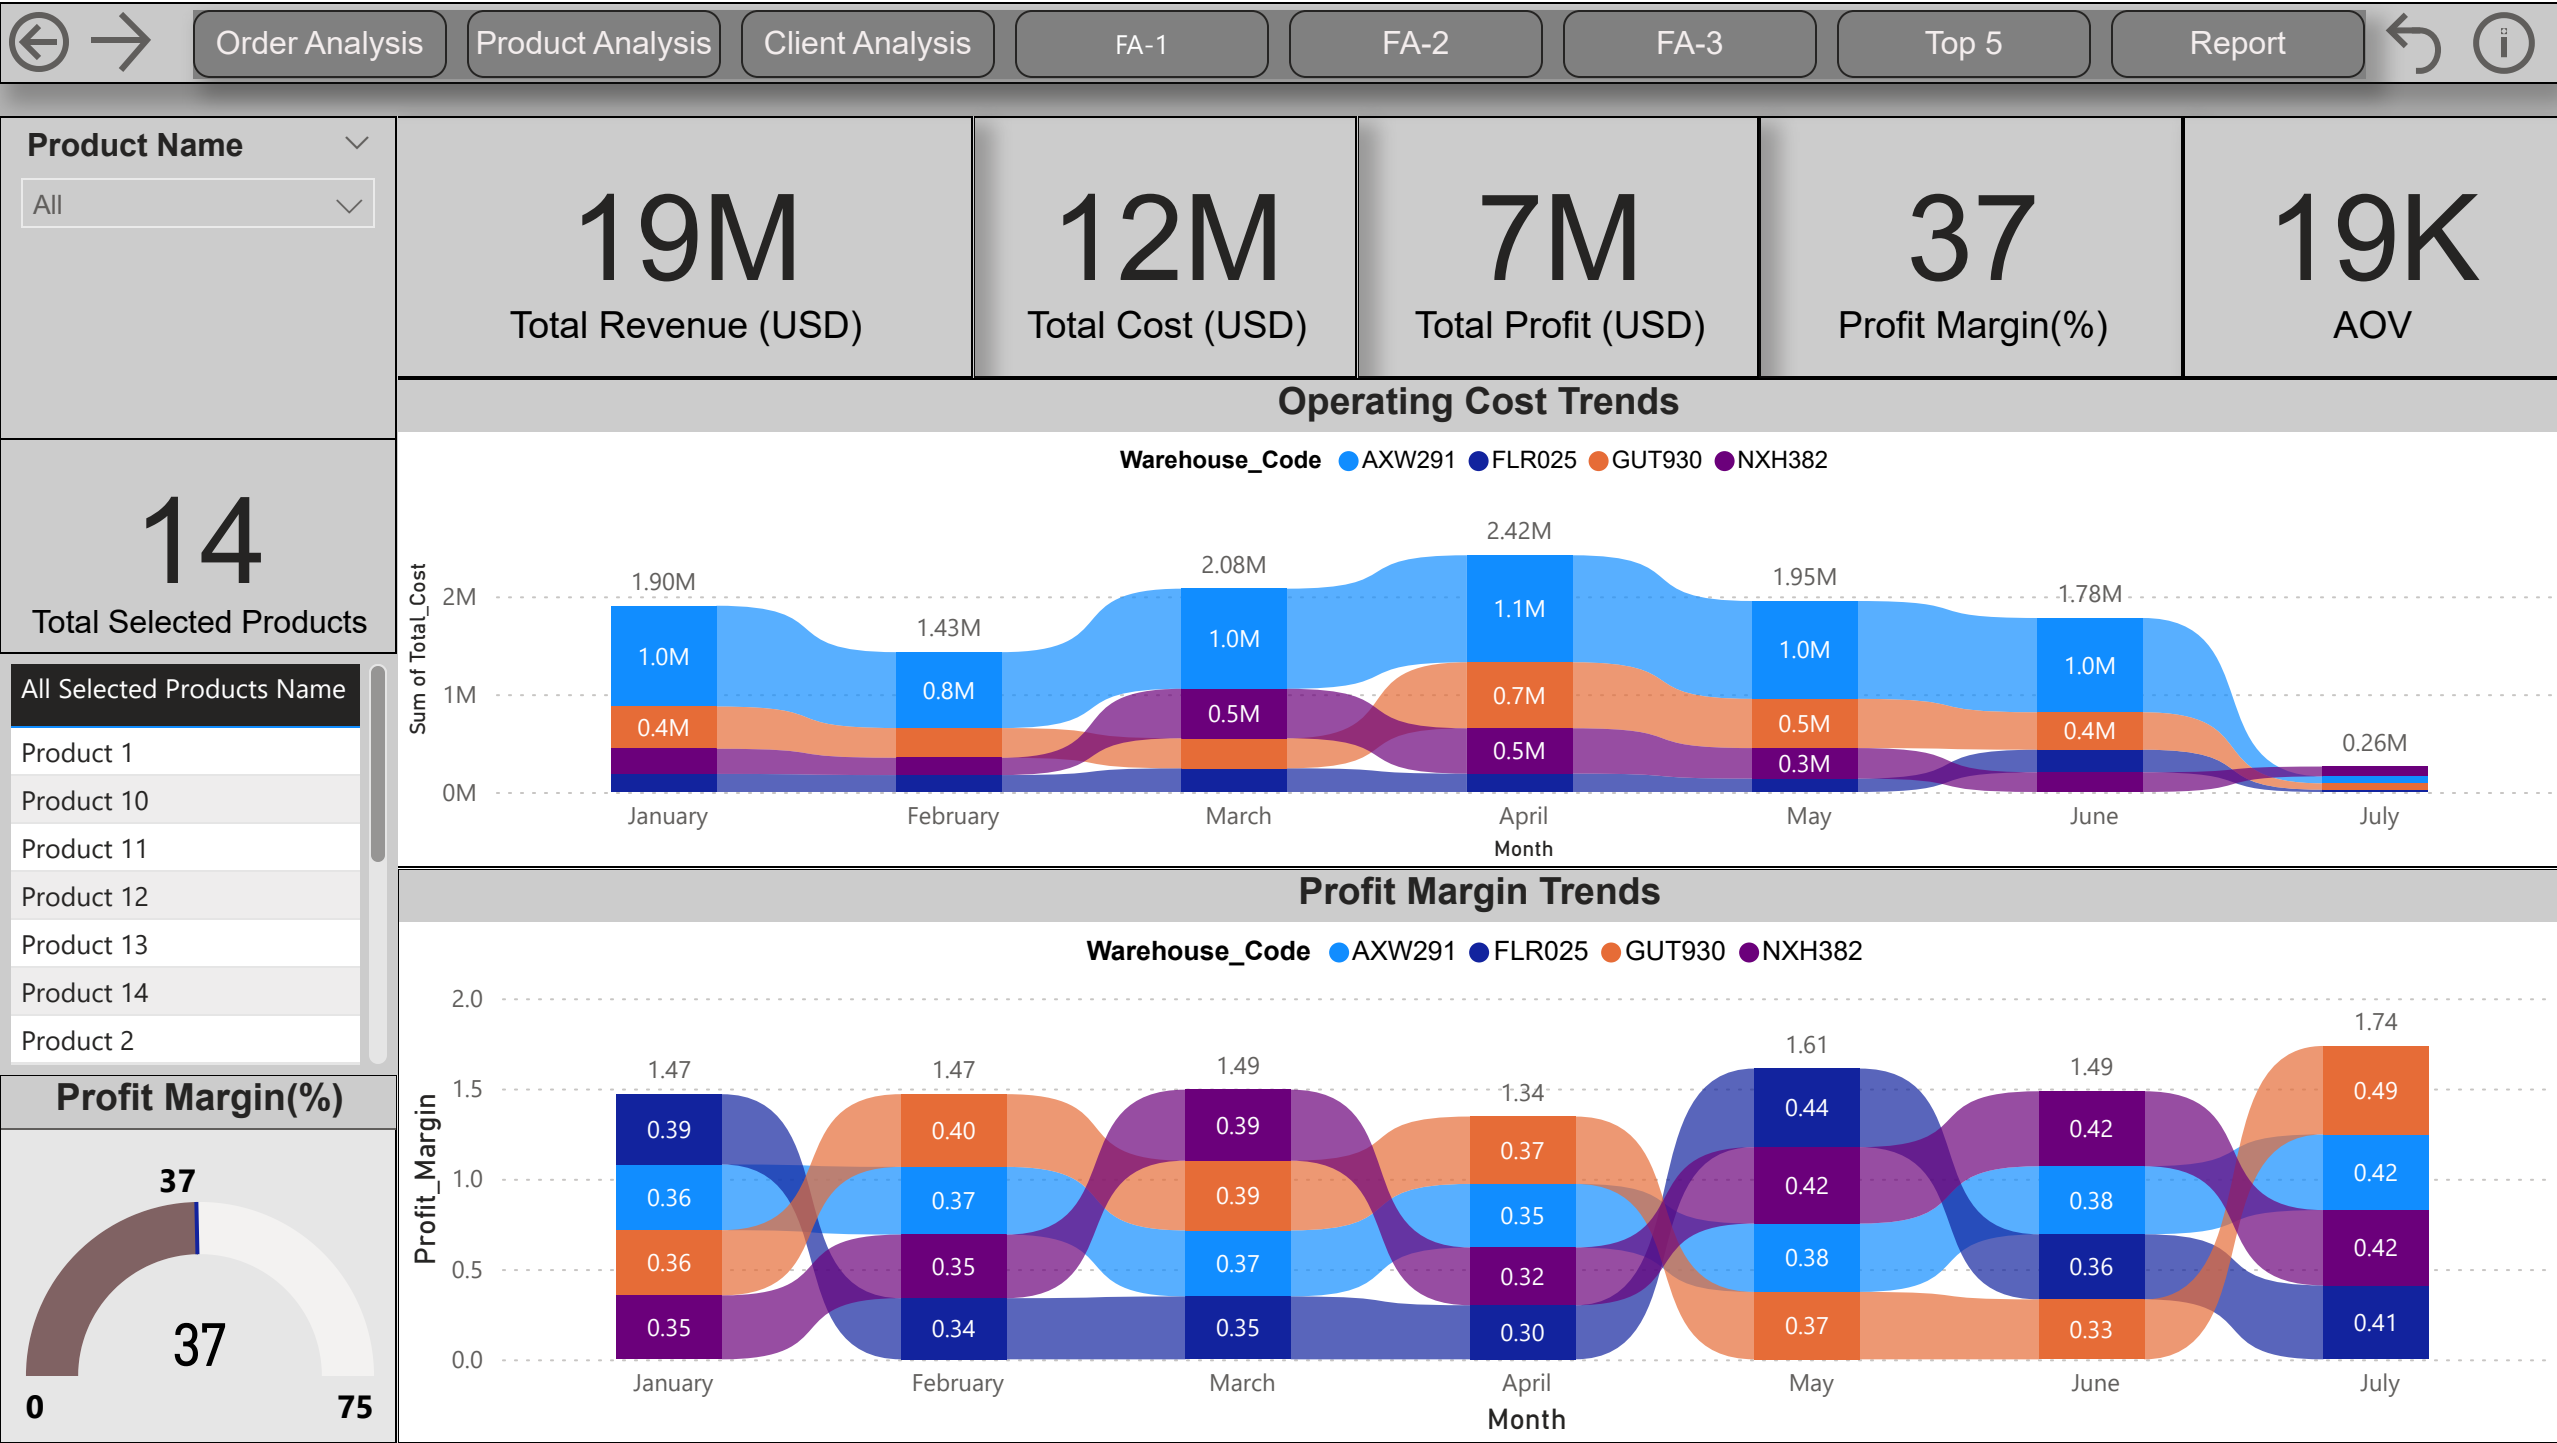 Order Analysis
Product Analysis
Client Analysis
FA-1
FA-2
FA-3
Top 5
Report
Product Name
All
14
Total Selected Products
All Selected Products Name
Product 1
Product 10
Product 11
Product 12
Product 13
Product 14
Product 2
Profit Margin(%)
37
37
0
75
19M
Total Revenue (USD)
12M
Total Cost (USD)
7M
Total Profit (USD)
37
Profit Margin(%)
19K
AOV
Operating Cost Trends
Warehouse_Code AXW291 FLR025 GUT930 NXH382
Sum of Total_Cost
2M
1M
0M
1.90M
1.0M
0.4M
1.43M
0.8M
2.08M
1.0M
0.5M
2.42M
1.1M
0.7M
0.5M
1.95M
1.0M
0.5M
0.3M
1.78M
1.0M
0.4M
0.26M
January February March April May June July
Month
Profit Margin Trends
Warehouse_Code AXW291 FLR025 GUT930 NXH382
Profit_Margin
2.0
1.5
1.0
0.5
0.0
1.47
0.39
0.36
0.36
0.35
1.47
0.40
0.37
0.35
0.34
1.49
0.39
0.39
0.37
0.35
1.34
0.37
0.35
0.32
0.30
1.61
0.44
0.42
0.38
0.37
1.49
0.42
0.38
0.36
0.33
1.74
0.49
0.42
0.42
0.41
January February March April May June July
Month